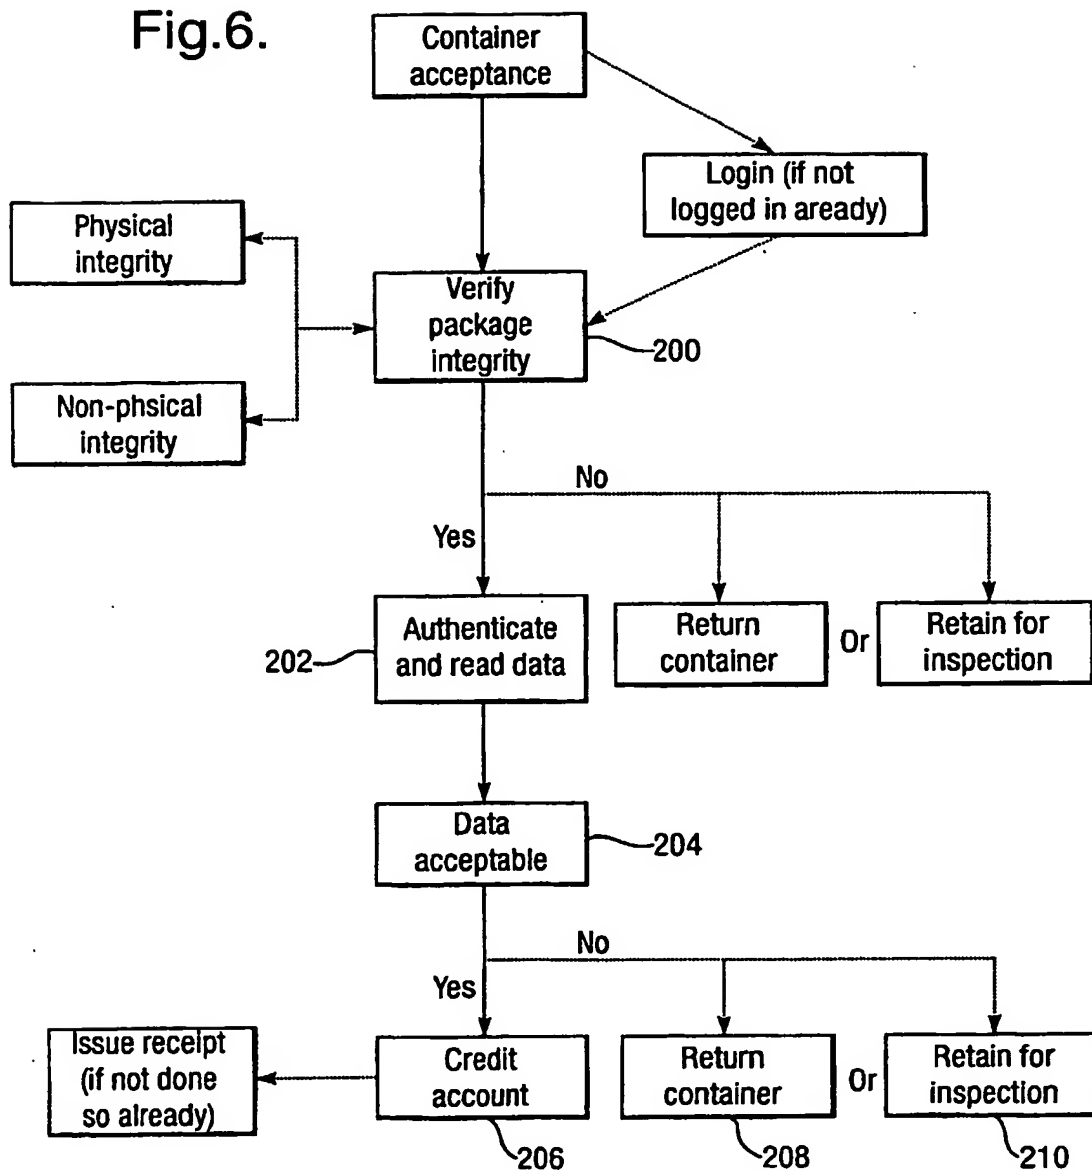 Fig.6.
Container
acceptance
Login (if not
logged in aready)
Physical
integrity
Verify
package
integrity
200
Non-phsical
integrity
No
Yes
202
Authenticate
and read data
Return
container
Or
Retain for
inspection
Data
acceptable
204
No
Yes
Issue receipt
(if not done
so already)
Credit
account
Return
container
Or
Retain for
inspection
206
208
210